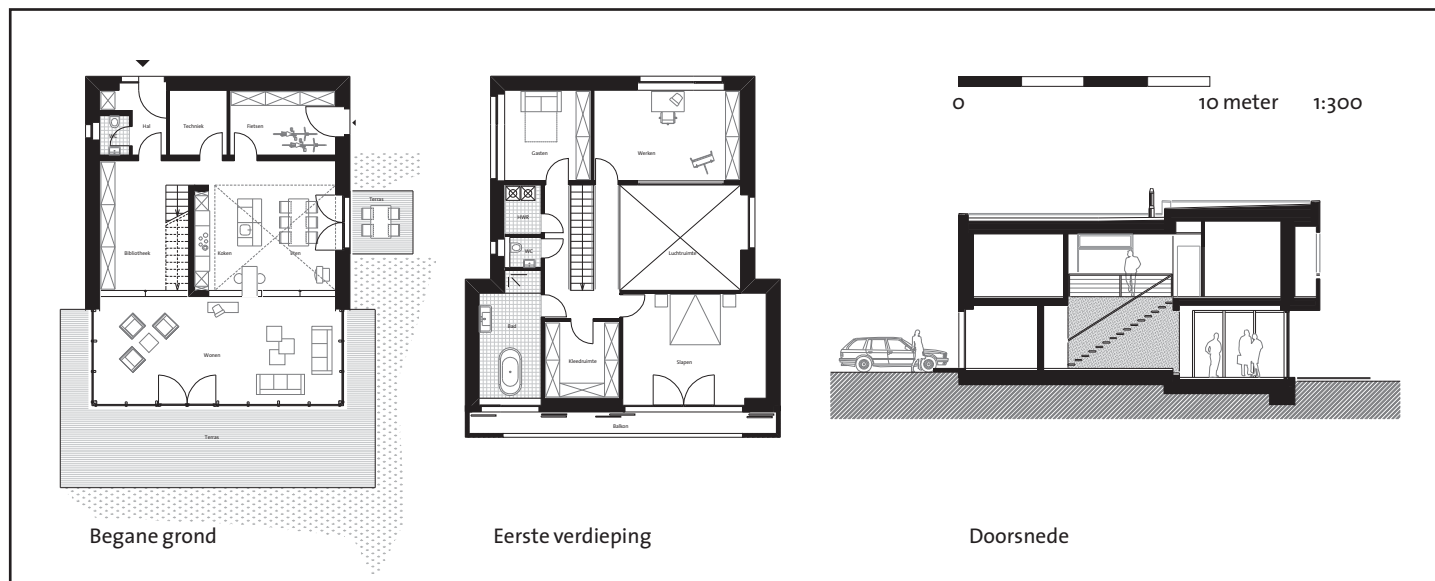 Hal
Techniek
Fietsen
Terras
Bibliotheek
Koken
Eten
Wonen
Terras
Begane grond
Gasten
Werken
HWR
WC
Luchtruimte
Bad
Kleedruimte
Slapen
Balkon
Eerste verdieping
0
10 meter
1:300
Doorsnede